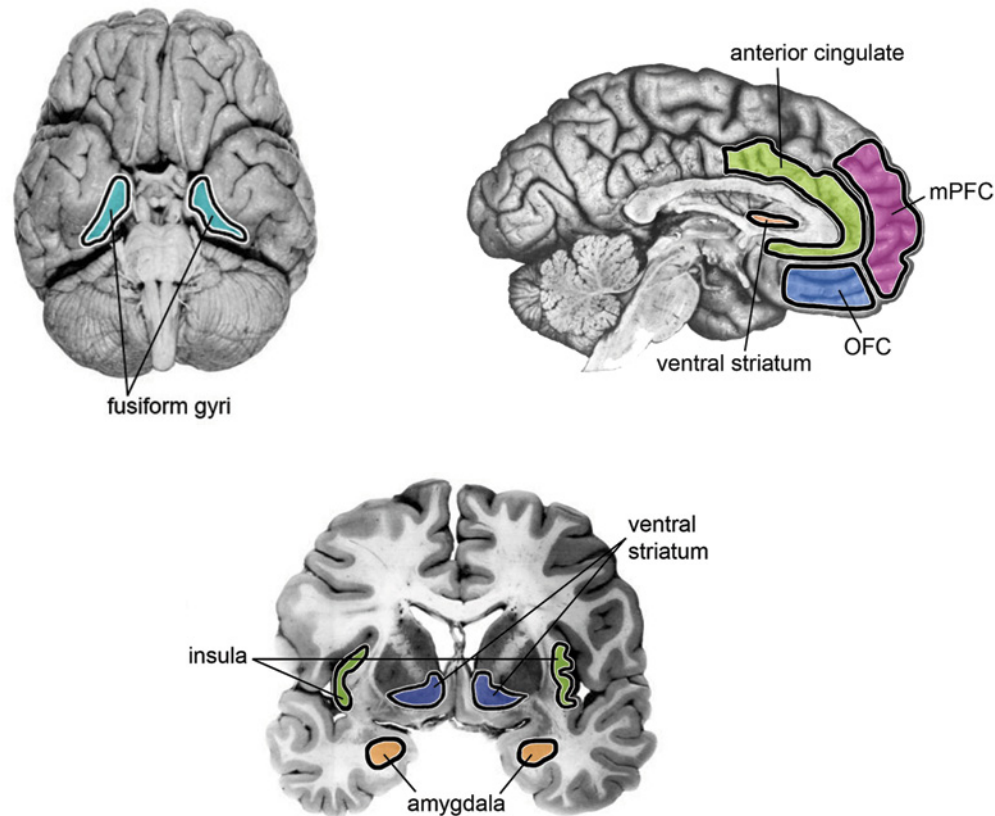 anterior cingulate
mPFC
ventral striatum
OFC
fusiform gyri
ventral
striatum
insula
amygdala